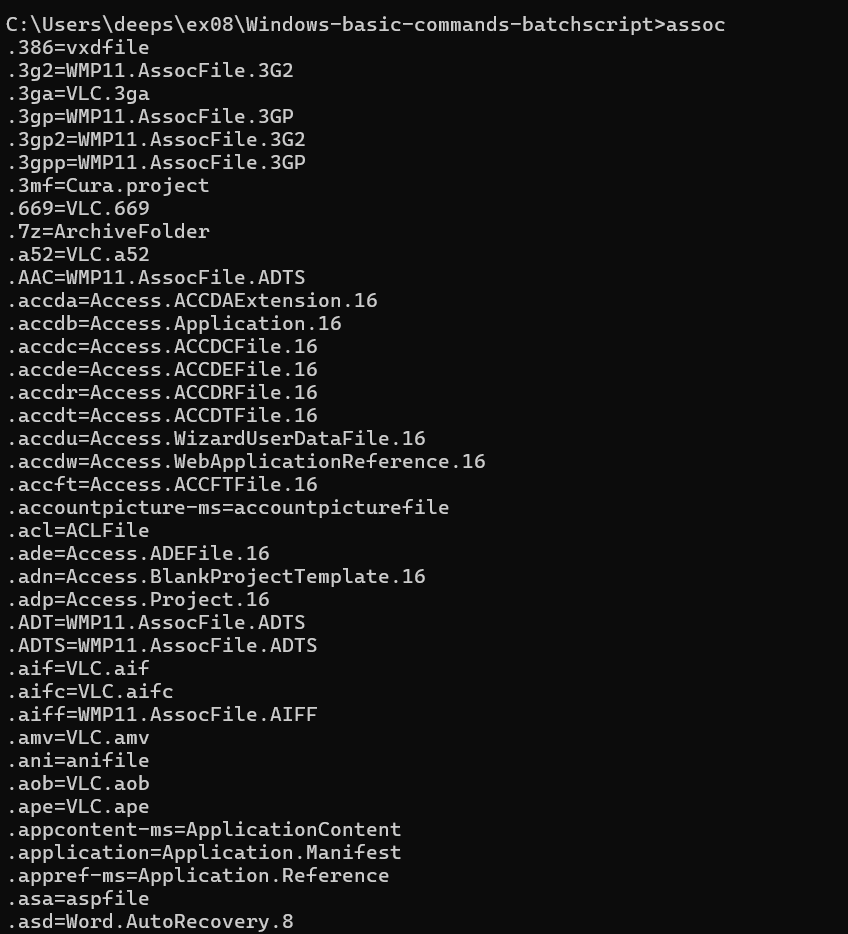 C:\Users\deeps\ex08\Windows-basic-commands-batchscript>assoc
.386=vxdfile
.3g2=WMP11.AssocFile.3G2
.3ga=VLC.3ga
.3gp=WMP11.AssocFile.3GP
.3gp2=WMP11.AssocFile.3G2
.3gpp=WMP11.AssocFile.3GP
.3mf=Cura.project
.669=VLC.669
.7z=ArchiveFolder
.a52=VLC.a52
.AAC=WMP11.AssocFile.ADTS
.accda=Access.ACCDAExtension.16
.accdb=Access.Application.16
.accdc=Access.ACCDCFile.16
.accde=Access.ACCDEFile.16
.accdr=Access.ACCDRFile.16
.accdt=Access.ACCDTFile.16
.accdu=Access.WizardUserDataFile.16
.accdw=Access.WebApplicationReference.16
.accft=Access.ACCFTFile.16
.accountpicture-ms=accountpicturefile
.acl=ACLFile
.ade=Access.ADEFile.16
.adn=Access.BlankProjectTemplate.16
.adp=Access.Project.16
.ADT=WMP11.AssocFile.ADTS
.ADTS=WMP11.AssocFile.ADTS
.aif=VLC.aif
.aifc=VLC.aifc
.aiff=WMP11.AssocFile.AIFF
.amv=VLC.amv
.ani=anifile
.aob=VLC.aob
.ape=VLC.ape
.appcontent-ms=ApplicationContent
.application=Application.Manifest
.appref-ms=Application.Reference
.asa=aspfile
.asd=Word.AutoRecovery.8